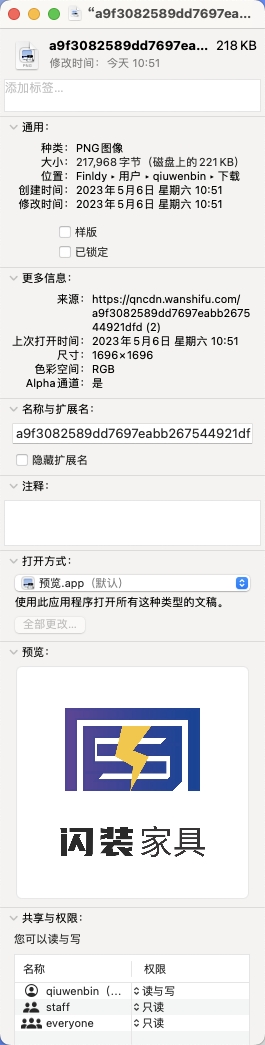 “a9f3082589dd7697ea...
a9f3082589dd7697ea... 218 KB
修改时间：今天 10:51
添加标签...
通用：
种类：PNG图像
大小：217,968 字节（磁盘上的 221 KB）
位置：Finldy ▸ 用户 ▸ qiuwenbin ▸ 下载
创建时间：2023年5月6日 星期六 10:51
修改时间：2023年5月6日 星期六 10:51
样版
已锁定
更多信息：
来源：https://qncdn.wanshifu.com/
a9f3082589dd7697eabb2675
44921dfd (2)
上次打开时间：2023年5月6日 星期六 10:51
尺寸：1696×1696
色彩空间：RGB
Alpha 通道：是
名称与扩展名：
a9f3082589dd7697eabb267544921df
隐藏扩展名
注释：
打开方式：
预览.app（默认）
使用此应用程序打开所有这种类型的文稿。
全部更改...
预览：
闪装家具
共享与权限：
您可以读与写
名称 权限
qiuwenbin（... 读与写
staff 只读
everyone 只读